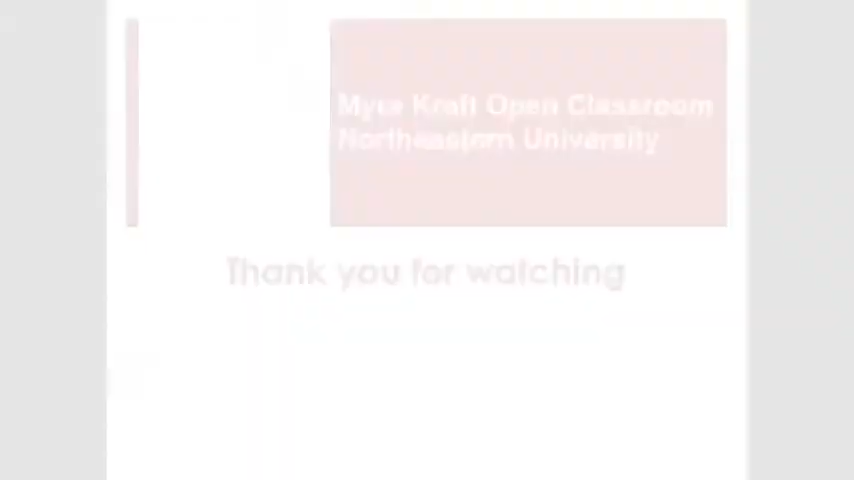 Myra Kraft Open Classroom
Northeastern University
Thank you for watching